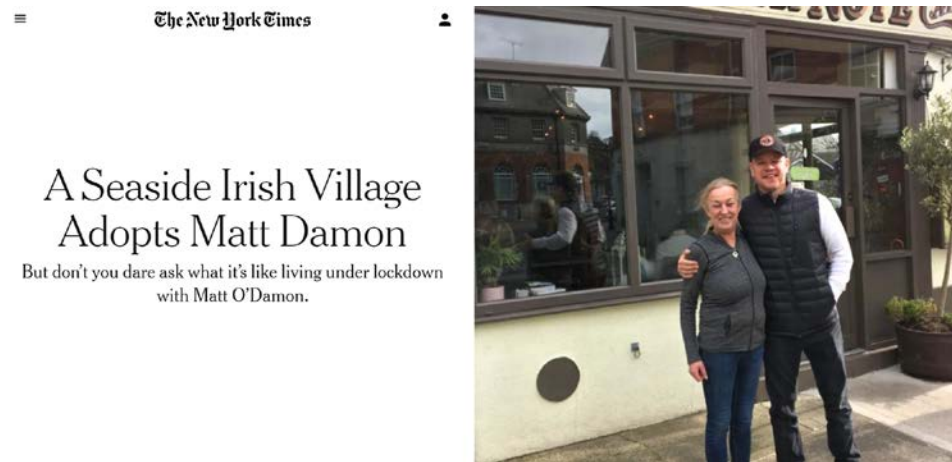 The New York Times
A Seaside Irish Village
Adopts Matt Damon
But don't you dare ask what it's like living under lockdown
with Matt O'Damon.